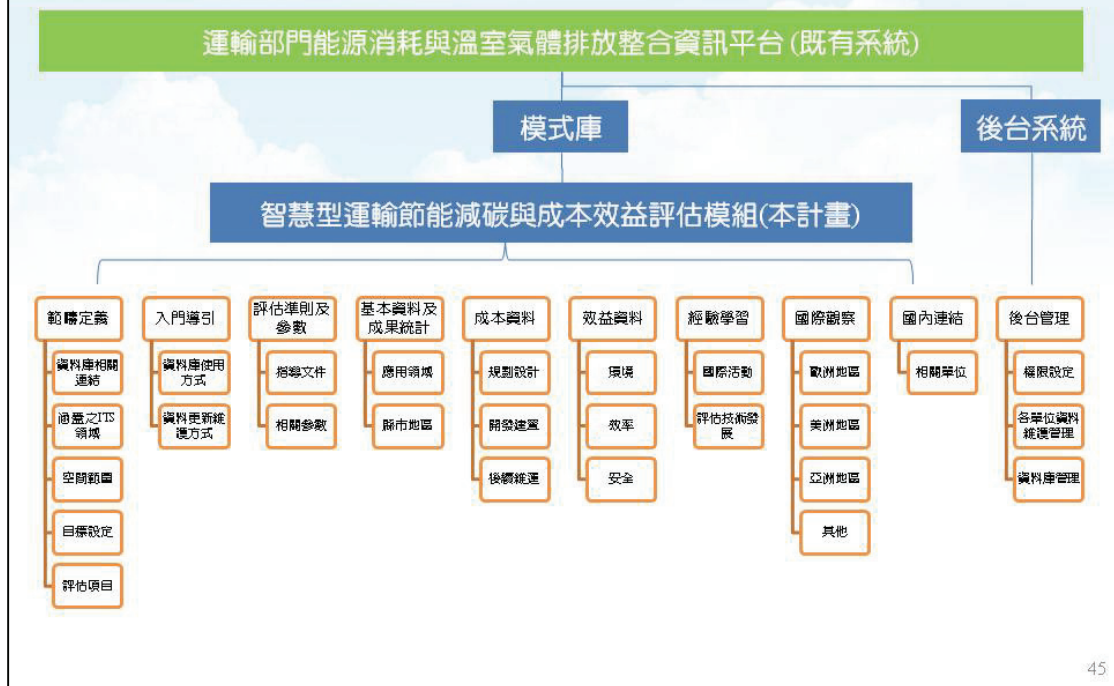 運輸部門能源消耗與溫室氣體排放整合資訊平台(既有系統)
模式庫
後台系統
智慧型運輸節能減碳與成本效益評估模組(本計畫)
範疇定義
資料庫相關
連結
涵蓋之ITS
領域
空間範圍
目標設定
評估項目
入門導引
資料庫使用
方式
資料更新維
護方式
評估準則及
參數
指導文件
相關參數
基本資料及
成果統計
應用領域
縣市地區
成本資料
規劃設計
開發建置
後續維運
效益資料
環境
效率
安全
經驗學習
國際活動
評估技術發
展
國際觀察
歐洲地區
美洲地區
亞洲地區
其他
國內連結
相關單位
後台管理
權限設定
各單位資料
維護管理
資料庫管理
45